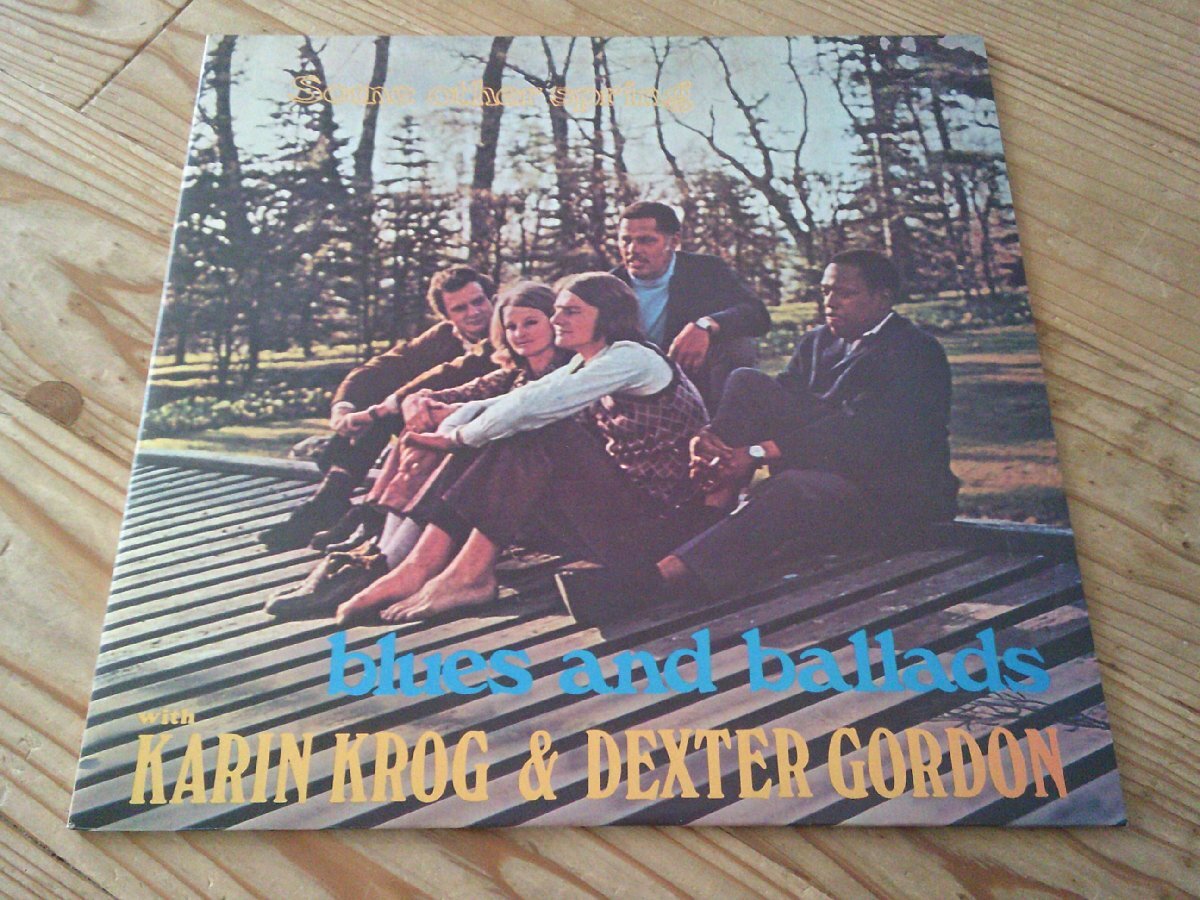 Some other spring
blues and ballads
with
KARIN KROG & DEXTER GORDON